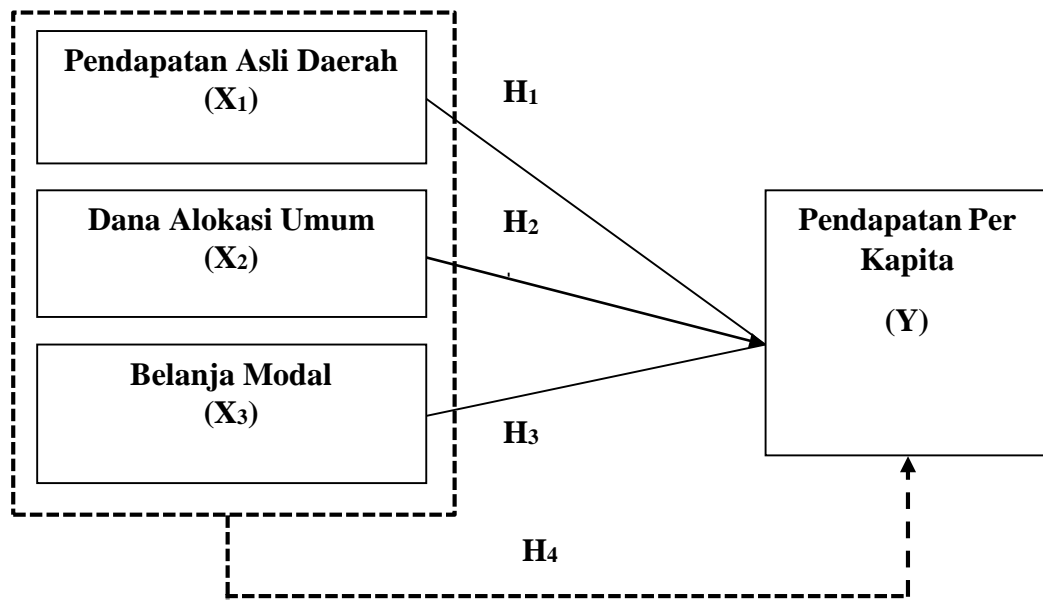 Pendapatan Asli Daerah
(X₁)
H₁
Dana Alokasi Umum
(X₂)
H₂
Pendapatan Per
Kapita
(Y)
Belanja Modal
(X₃)
H₃
H₄